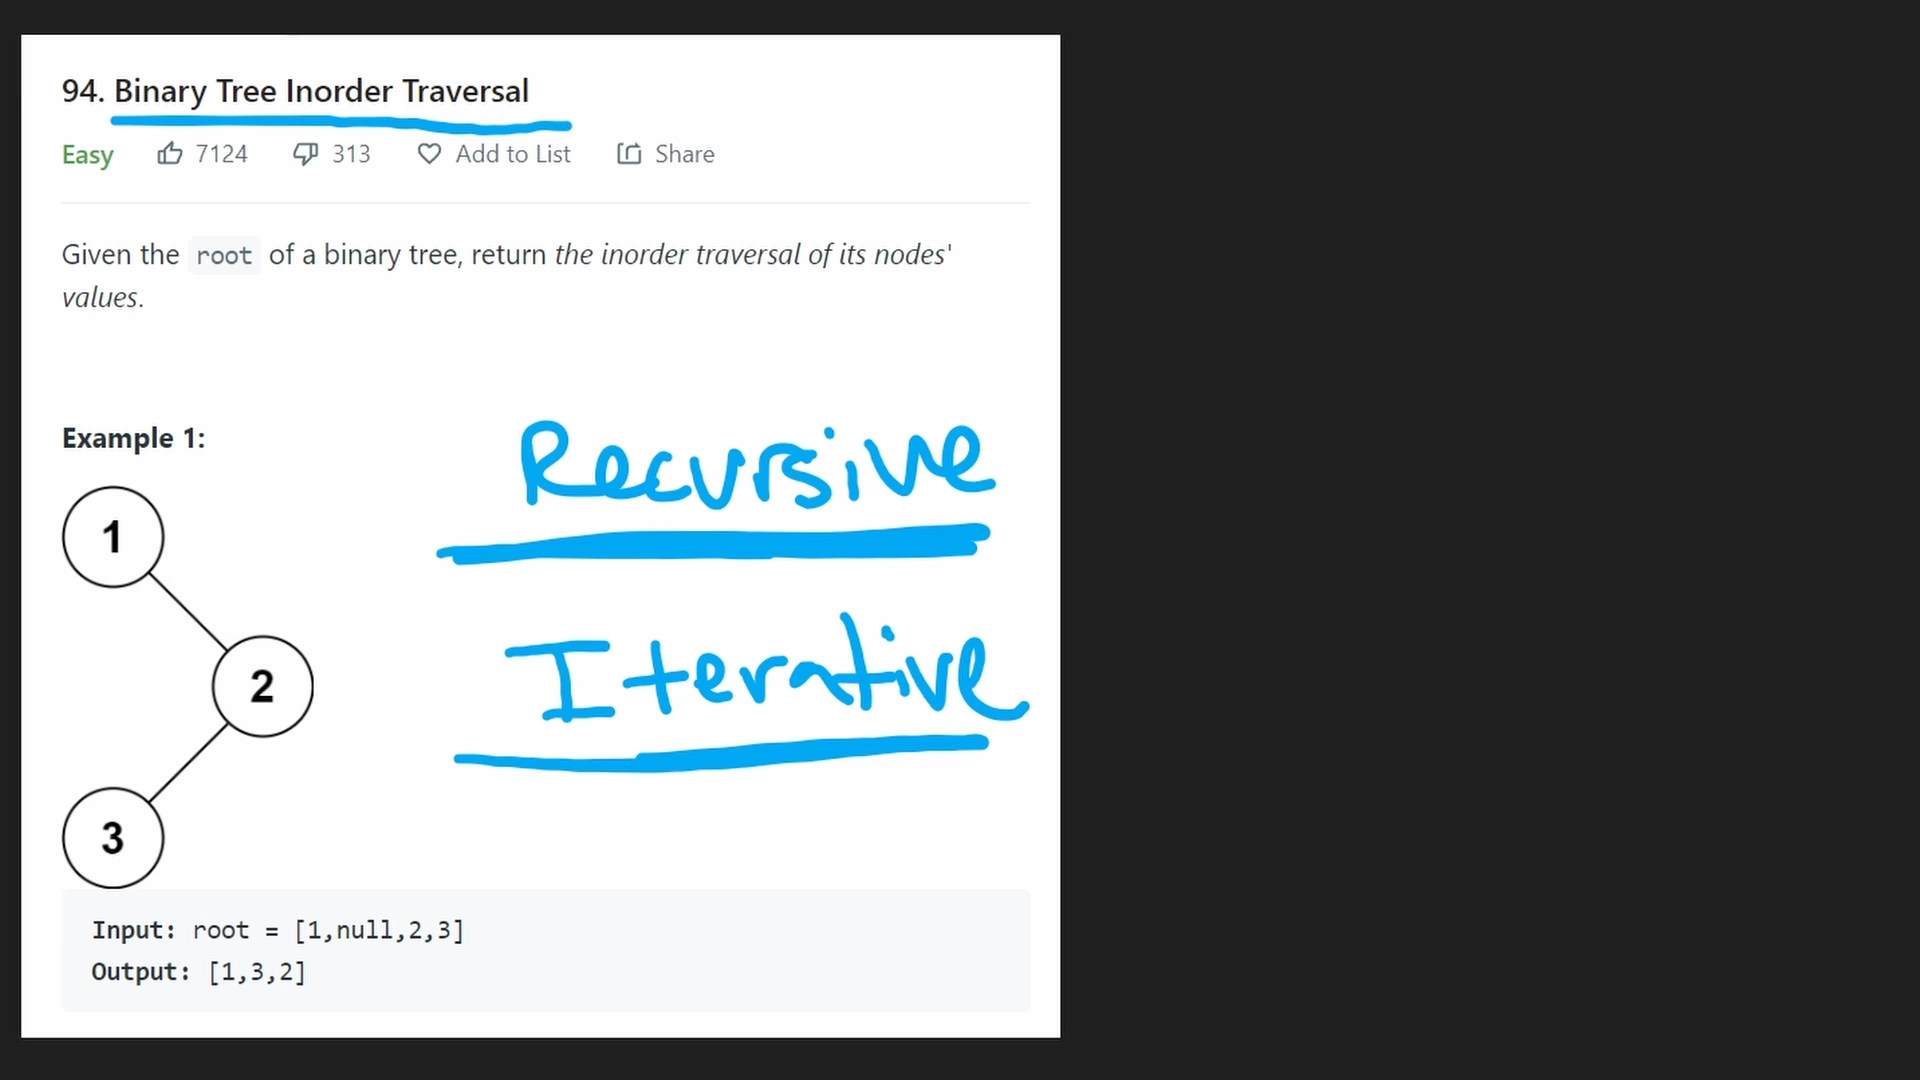 94. Binary Tree Inorder Traversal
Easy 7124 313 Add to List Share
Given the root of a binary tree, return the inorder traversal of its nodes'
values.
Example 1:
Recursive
1
2
Iterative
3
Input: root = [1,null,2,3]
Output: [1,3,2]